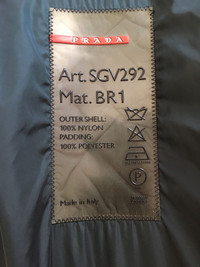 PRADA
Art. SGV292
Mat. BR1
OUTER SHELL:
100% NYLON
PADDING:
100% POLYESTER
P
Made in Italy